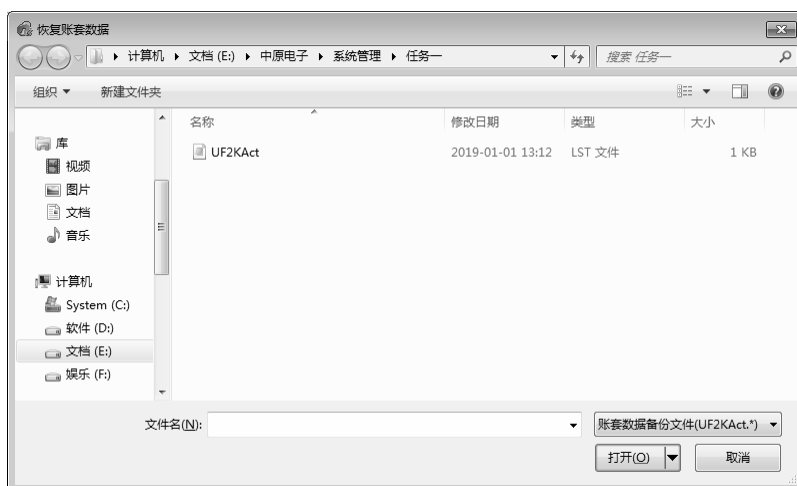 恢复账套数据
计算机 ▸ 文档 (E:) ▸ 中原电子 ▸ 系统管理 ▸ 任务一
搜索 任务一
组织 新建文件夹
名称 修改日期 类型 大小
UF2KAct 2019-01-01 13:12 LST 文件 1 KB
库
视频
图片
文档
音乐
计算机
System (C:)
软件 (D:)
文档 (E:)
娱乐 (F:)
文件名(N): 账套数据备份文件(UF2KAct.*)
打开(O) 取消